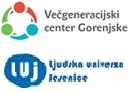 Večgeneracijski
center Gorenjske
luj
Ljudska univerza
Jesenice